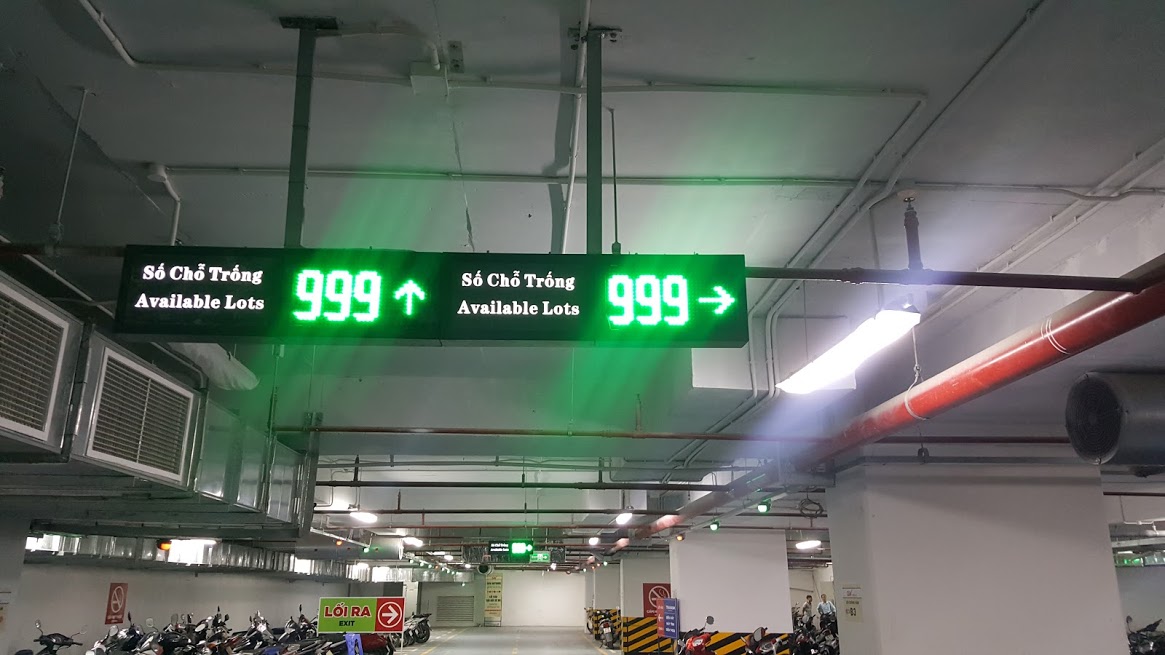 Số Chỗ Trống
Available Lots
999 ↑
Số Chỗ Trống
Available Lots
999 →
LỐI RA
EXIT